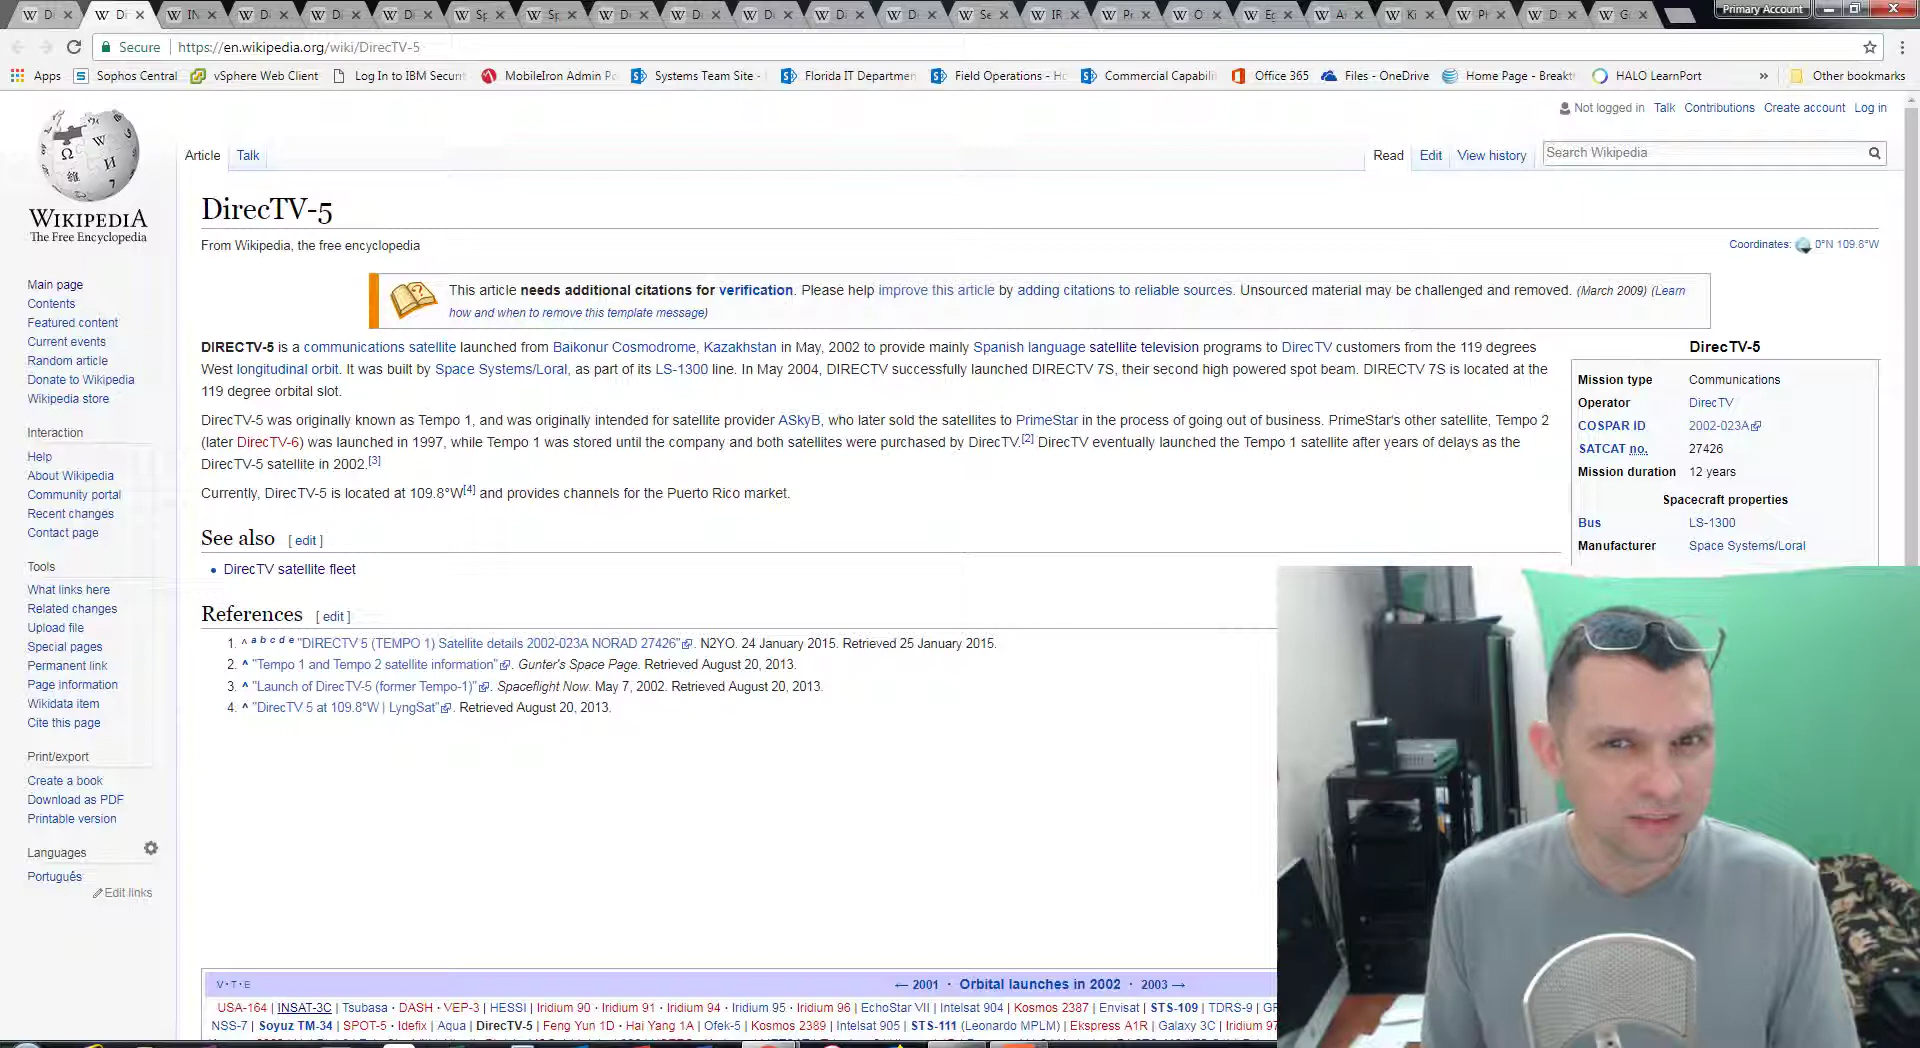 Primary Account
Secure | https://en.wikipedia.org/wiki/DirecTV-5
Apps Sophos Central vSphere Web Client Log In to IBM Securit MobileIron Admin Po Systems Team Site - Florida IT Departmen Field Operations - Ho Commercial Capabili Office 365 Files - OneDrive Home Page - Breakt HALO LearnPort » Other bookmarks
Not logged in Talk Contributions Create account Log in
Article Talk Read Edit View history Search Wikipedia
WIKIPEDIA
The Free Encyclopedia
Main page
Contents
Featured content
Current events
Random article
Donate to Wikipedia
Wikipedia store
Interaction
Help
About Wikipedia
Community portal
Recent changes
Contact page
Tools
What links here
Related changes
Upload file
Special pages
Permanent link
Page information
Wikidata item
Cite this page
Print/export
Create a book
Download as PDF
Printable version
Languages
Português
Edit links
DirecTV-5
From Wikipedia, the free encyclopedia
Coordinates: 0°N 109.8°W
This article needs additional citations for verification. Please help improve this article by adding citations to reliable sources. Unsourced material may be challenged and removed. (March 2009) (Learn
how and when to remove this template message)
DIRECTV-5 is a communications satellite launched from Baikonur Cosmodrome, Kazakhstan in May, 2002 to provide mainly Spanish language satellite television programs to DirecTV customers from the 119 degrees
West longitudinal orbit. It was built by Space Systems/Loral, as part of its LS-1300 line. In May 2004, DIRECTV successfully launched DIRECTV 7S, their second high powered spot beam. DIRECTV 7S is located at the
119 degree orbital slot.
DirecTV-5 was originally known as Tempo 1, and was originally intended for satellite provider ASkyB, who later sold the satellites to PrimeStar in the process of going out of business. PrimeStar's other satellite, Tempo 2
(later DirecTV-6) was launched in 1997, while Tempo 1 was stored until the company and both satellites were purchased by DirecTV.[2] DirecTV eventually launched the Tempo 1 satellite after years of delays as the
DirecTV-5 satellite in 2002.[3]
Currently, DirecTV-5 is located at 109.8°W[4] and provides channels for the Puerto Rico market.
See also [ edit ]
• DirecTV satellite fleet
References [ edit ]
1. ^ a b c d e "DIRECTV 5 (TEMPO 1) Satellite details 2002-023A NORAD 27426". N2YO. 24 January 2015. Retrieved 25 January 2015.
2. ^ "Tempo 1 and Tempo 2 satellite information". Gunter's Space Page. Retrieved August 20, 2013.
3. ^ "Launch of DirecTV-5 (former Tempo-1)". Spaceflight Now. May 7, 2002. Retrieved August 20, 2013.
4. ^ "DirecTV 5 at 109.8°W | LyngSat". Retrieved August 20, 2013.
DirecTV-5
Mission type Communications
Operator DirecTV
COSPAR ID 2002-023A
SATCAT no. 27426
Mission duration 12 years
Spacecraft properties
Bus LS-1300
Manufacturer Space Systems/Loral
V · T · E ← 2001 · Orbital launches in 2002 · 2003 →
USA-164 | INSAT-3C | Tsubasa · DASH · VEP-3 | HESSI | Iridium 90 · Iridium 91 · Iridium 94 · Iridium 95 · Iridium 96 | EchoStar VII | Intelsat 904 | Kosmos 2387 | Envisat | STS-109 | TDRS-9 |
NSS-7 | Soyuz TM-34 | SPOT-5 · Idefix | Aqua | DirecTV-5 | Feng Yun 1D · Hai Yang 1A | Ofek-5 | Kosmos 2389 | Intelsat 905 | STS-111 (Leonardo MPLM) | Ekspress A1R | Galaxy 3C | Iridium 97